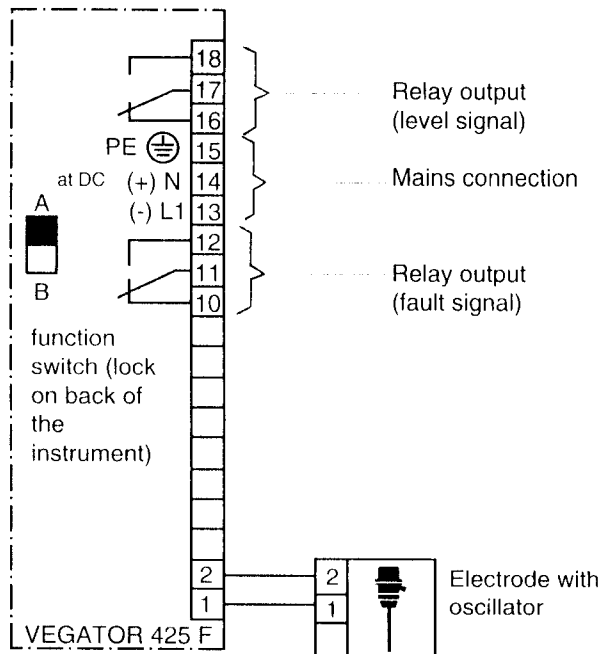 18
17
16
Relay output
(level signal)
PE
15
at DC (+) N
14
(-) L1
13
Mains connection
A
B
12
11
10
Relay output
(fault signal)
function
switch (lock
on back of
the
instrument)
2
1
2
1
Electrode with
oscillator
VEGATOR 425 F